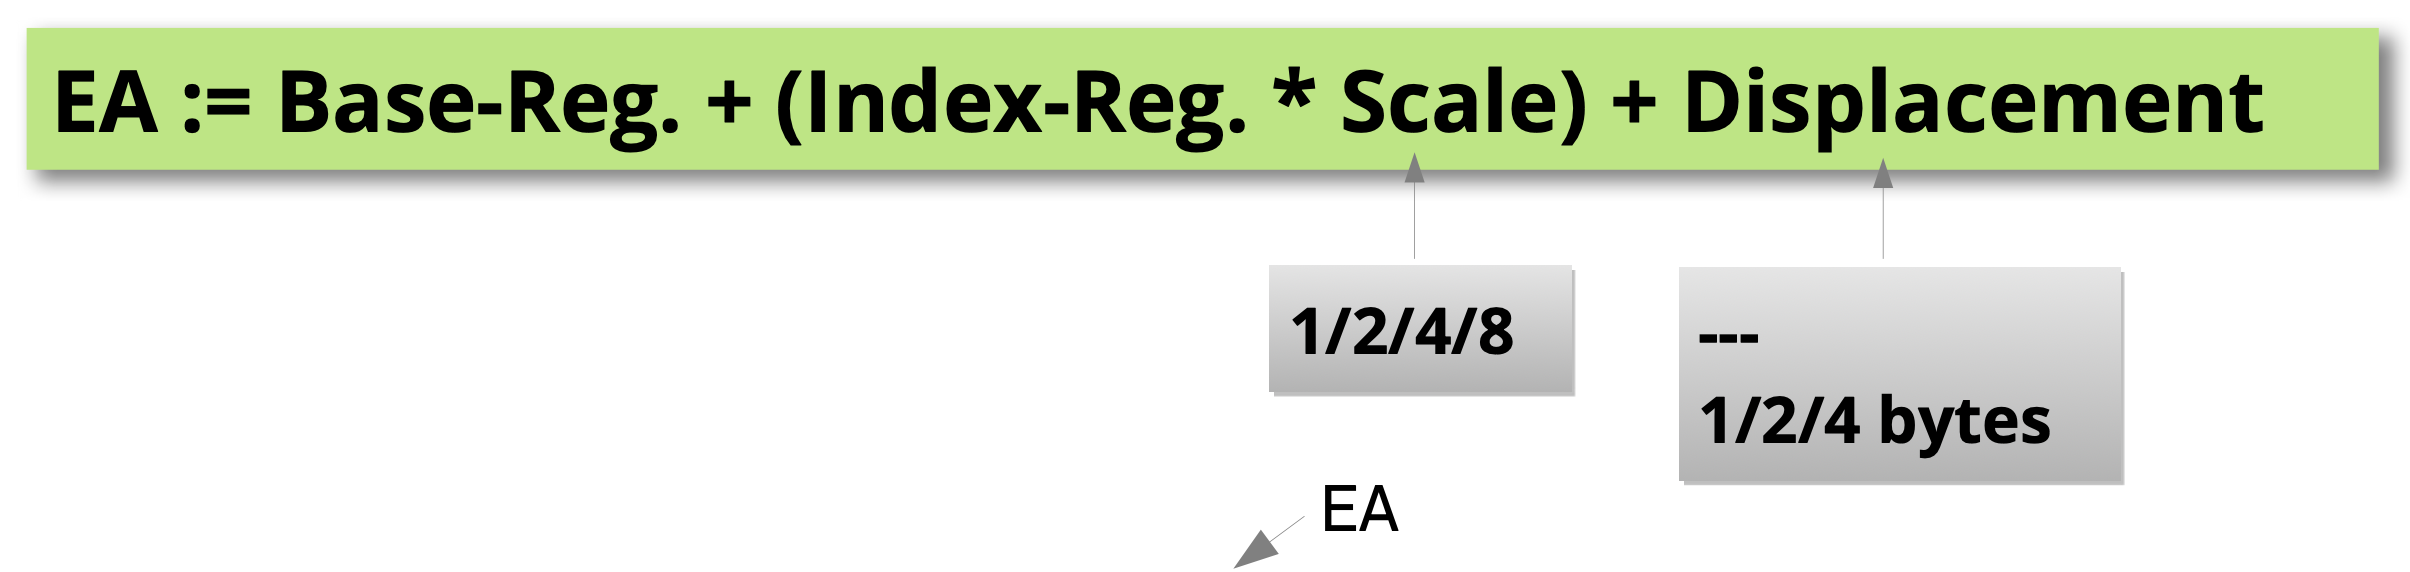 EA := Base-Reg. + (Index-Reg. * Scale) + Displacement
1/2/4/8
---
1/2/4 bytes
EA